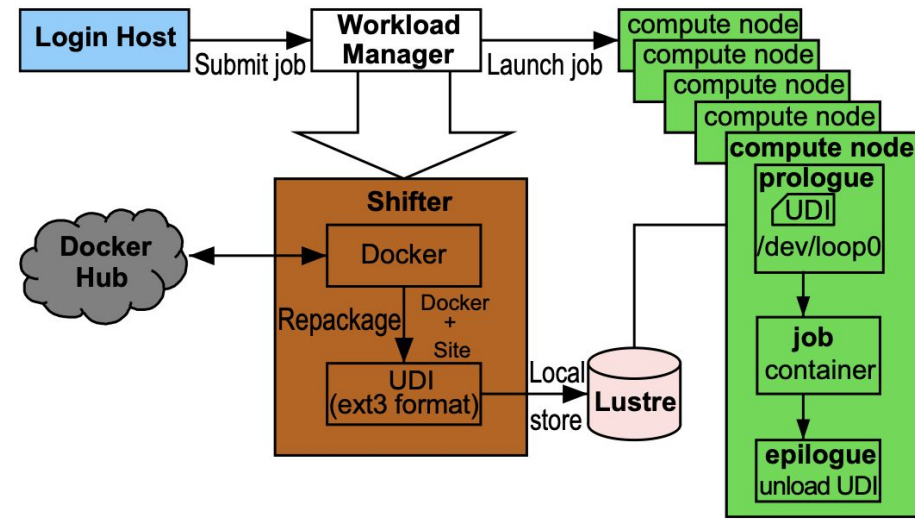 Login Host
Submit job
Workload
Manager
Launch job
compute node
compute node
compute node
compute node
compute node
prologue
UDI
/dev/loop0
job
container
epilogue
unload UDI
Shifter
Docker
Docker
Hub
Repackage
Docker
+
Site
UDI
(ext3 format)
Local
store
Lustre